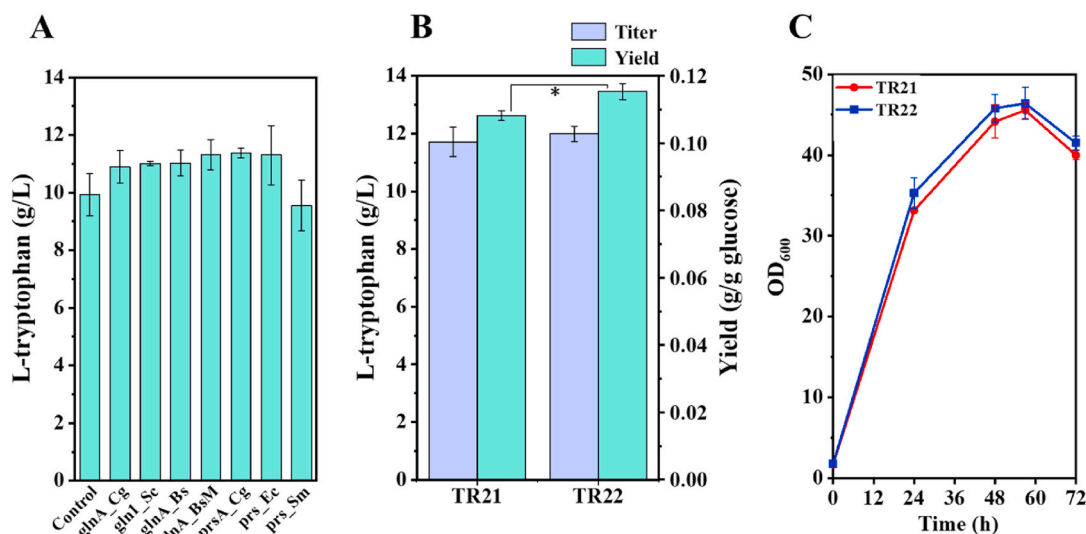 A
L-tryptophan (g/L)
14
12
10
8
6
4
2
0
Control
glnA_Cg
gln1_Sc
glnA_Bs
lnA_BsM
prsA_Cg
prs_Ec
prs_Sm
B
Titer
Yield
L-tryptophan (g/L)
14
12
10
8
6
4
2
0
*
0.12
0.10
0.08
0.06
0.04
0.02
0.00
Yield (g/g glucose)
TR21 TR22
C
TR21
TR22
OD600
50
40
30
20
10
0
0 12 24 36 48 60 72
Time (h)